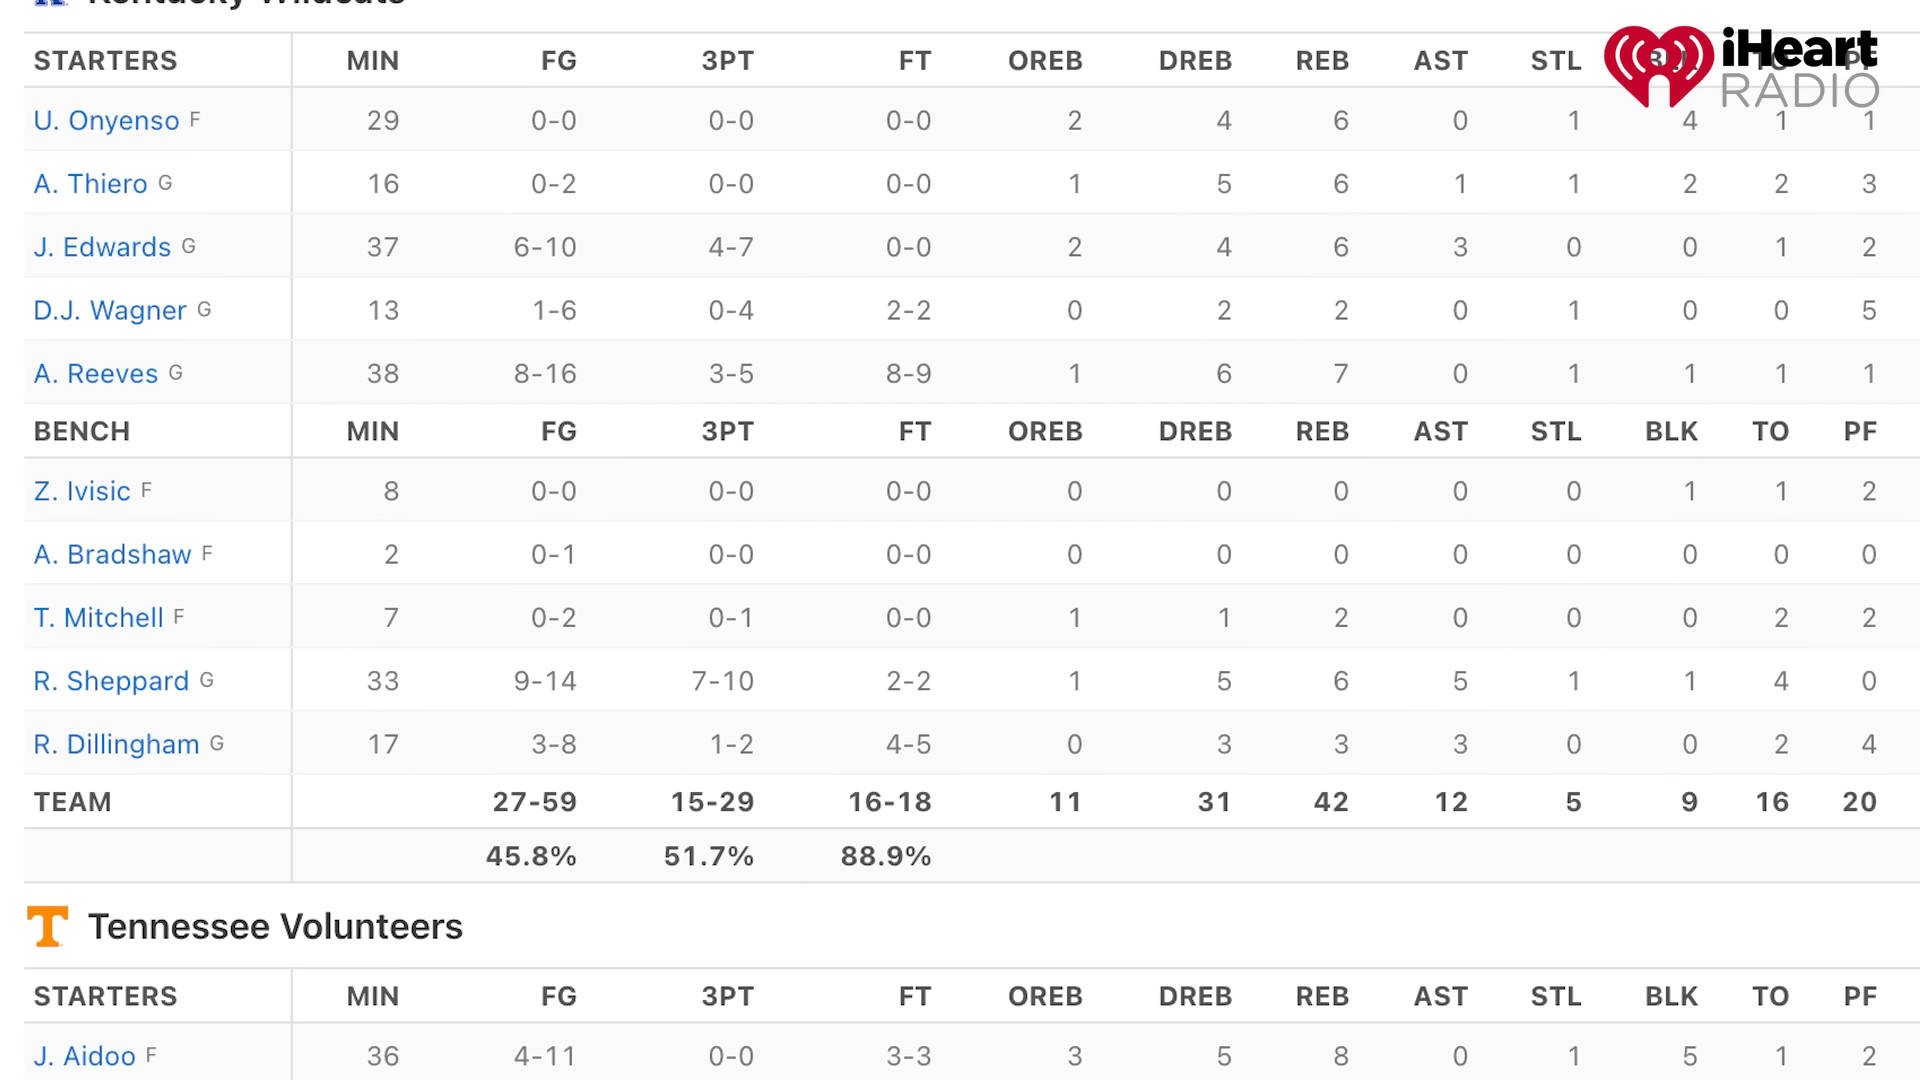 Kentucky Wildcats
iHeart
RADIO
STARTERS MIN FG 3PT FT OREB DREB REB AST STL BLK TO PF
U. Onyenso F 29 0-0 0-0 0-0 2 4 6 0 1 4 1 1
A. Thiero G 16 0-2 0-0 0-0 1 5 6 1 1 2 2 3
J. Edwards G 37 6-10 4-7 0-0 2 4 6 3 0 0 1 2
D.J. Wagner G 13 1-6 0-4 2-2 0 2 2 0 1 0 0 5
A. Reeves G 38 8-16 3-5 8-9 1 6 7 0 1 1 1 1
BENCH MIN FG 3PT FT OREB DREB REB AST STL BLK TO PF
Z. Ivisic F 8 0-0 0-0 0-0 0 0 0 0 0 1 1 2
A. Bradshaw F 2 0-1 0-0 0-0 0 0 0 0 0 0 0 0
T. Mitchell F 7 0-2 0-1 0-0 1 1 2 0 0 0 2 2
R. Sheppard G 33 9-14 7-10 2-2 1 5 6 5 1 1 4 0
R. Dillingham G 17 3-8 1-2 4-5 0 3 3 3 0 0 2 4
TEAM 27-59 15-29 16-18 11 31 42 12 5 9 16 20
45.8% 51.7% 88.9%
T Tennessee Volunteers
STARTERS MIN FG 3PT FT OREB DREB REB AST STL BLK TO PF
J. Aidoo F 36 4-11 0-0 3-3 3 5 8 0 1 5 1 2